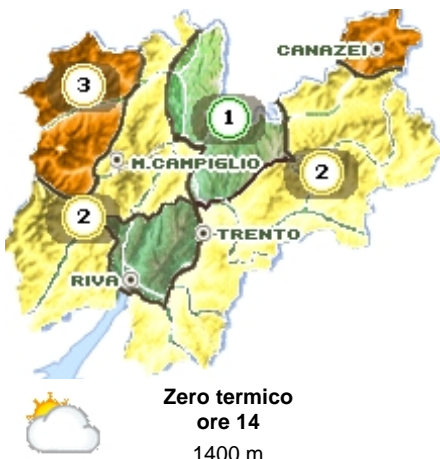 CANAZEI
3
1
M.CAMPIGLIO
2
2
TRENTO
RIVA
Zero termico
ore 14
1400 m